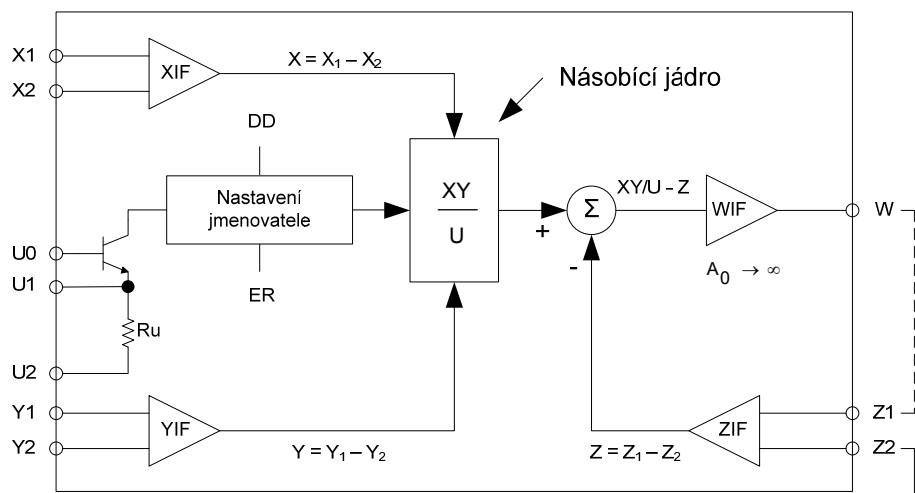 X1
X2
XIF
X = X₁ – X₂
Násobící jádro
DD
Nastavení
jmenovatele
ER
XY
U
+
-
Σ
XY/U - Z
WIF
A₀ → ∞
W
U0
U1
Ru
U2
Y1
Y2
YIF
Y = Y₁ – Y₂
Z = Z₁ – Z₂
ZIF
Z1
Z2